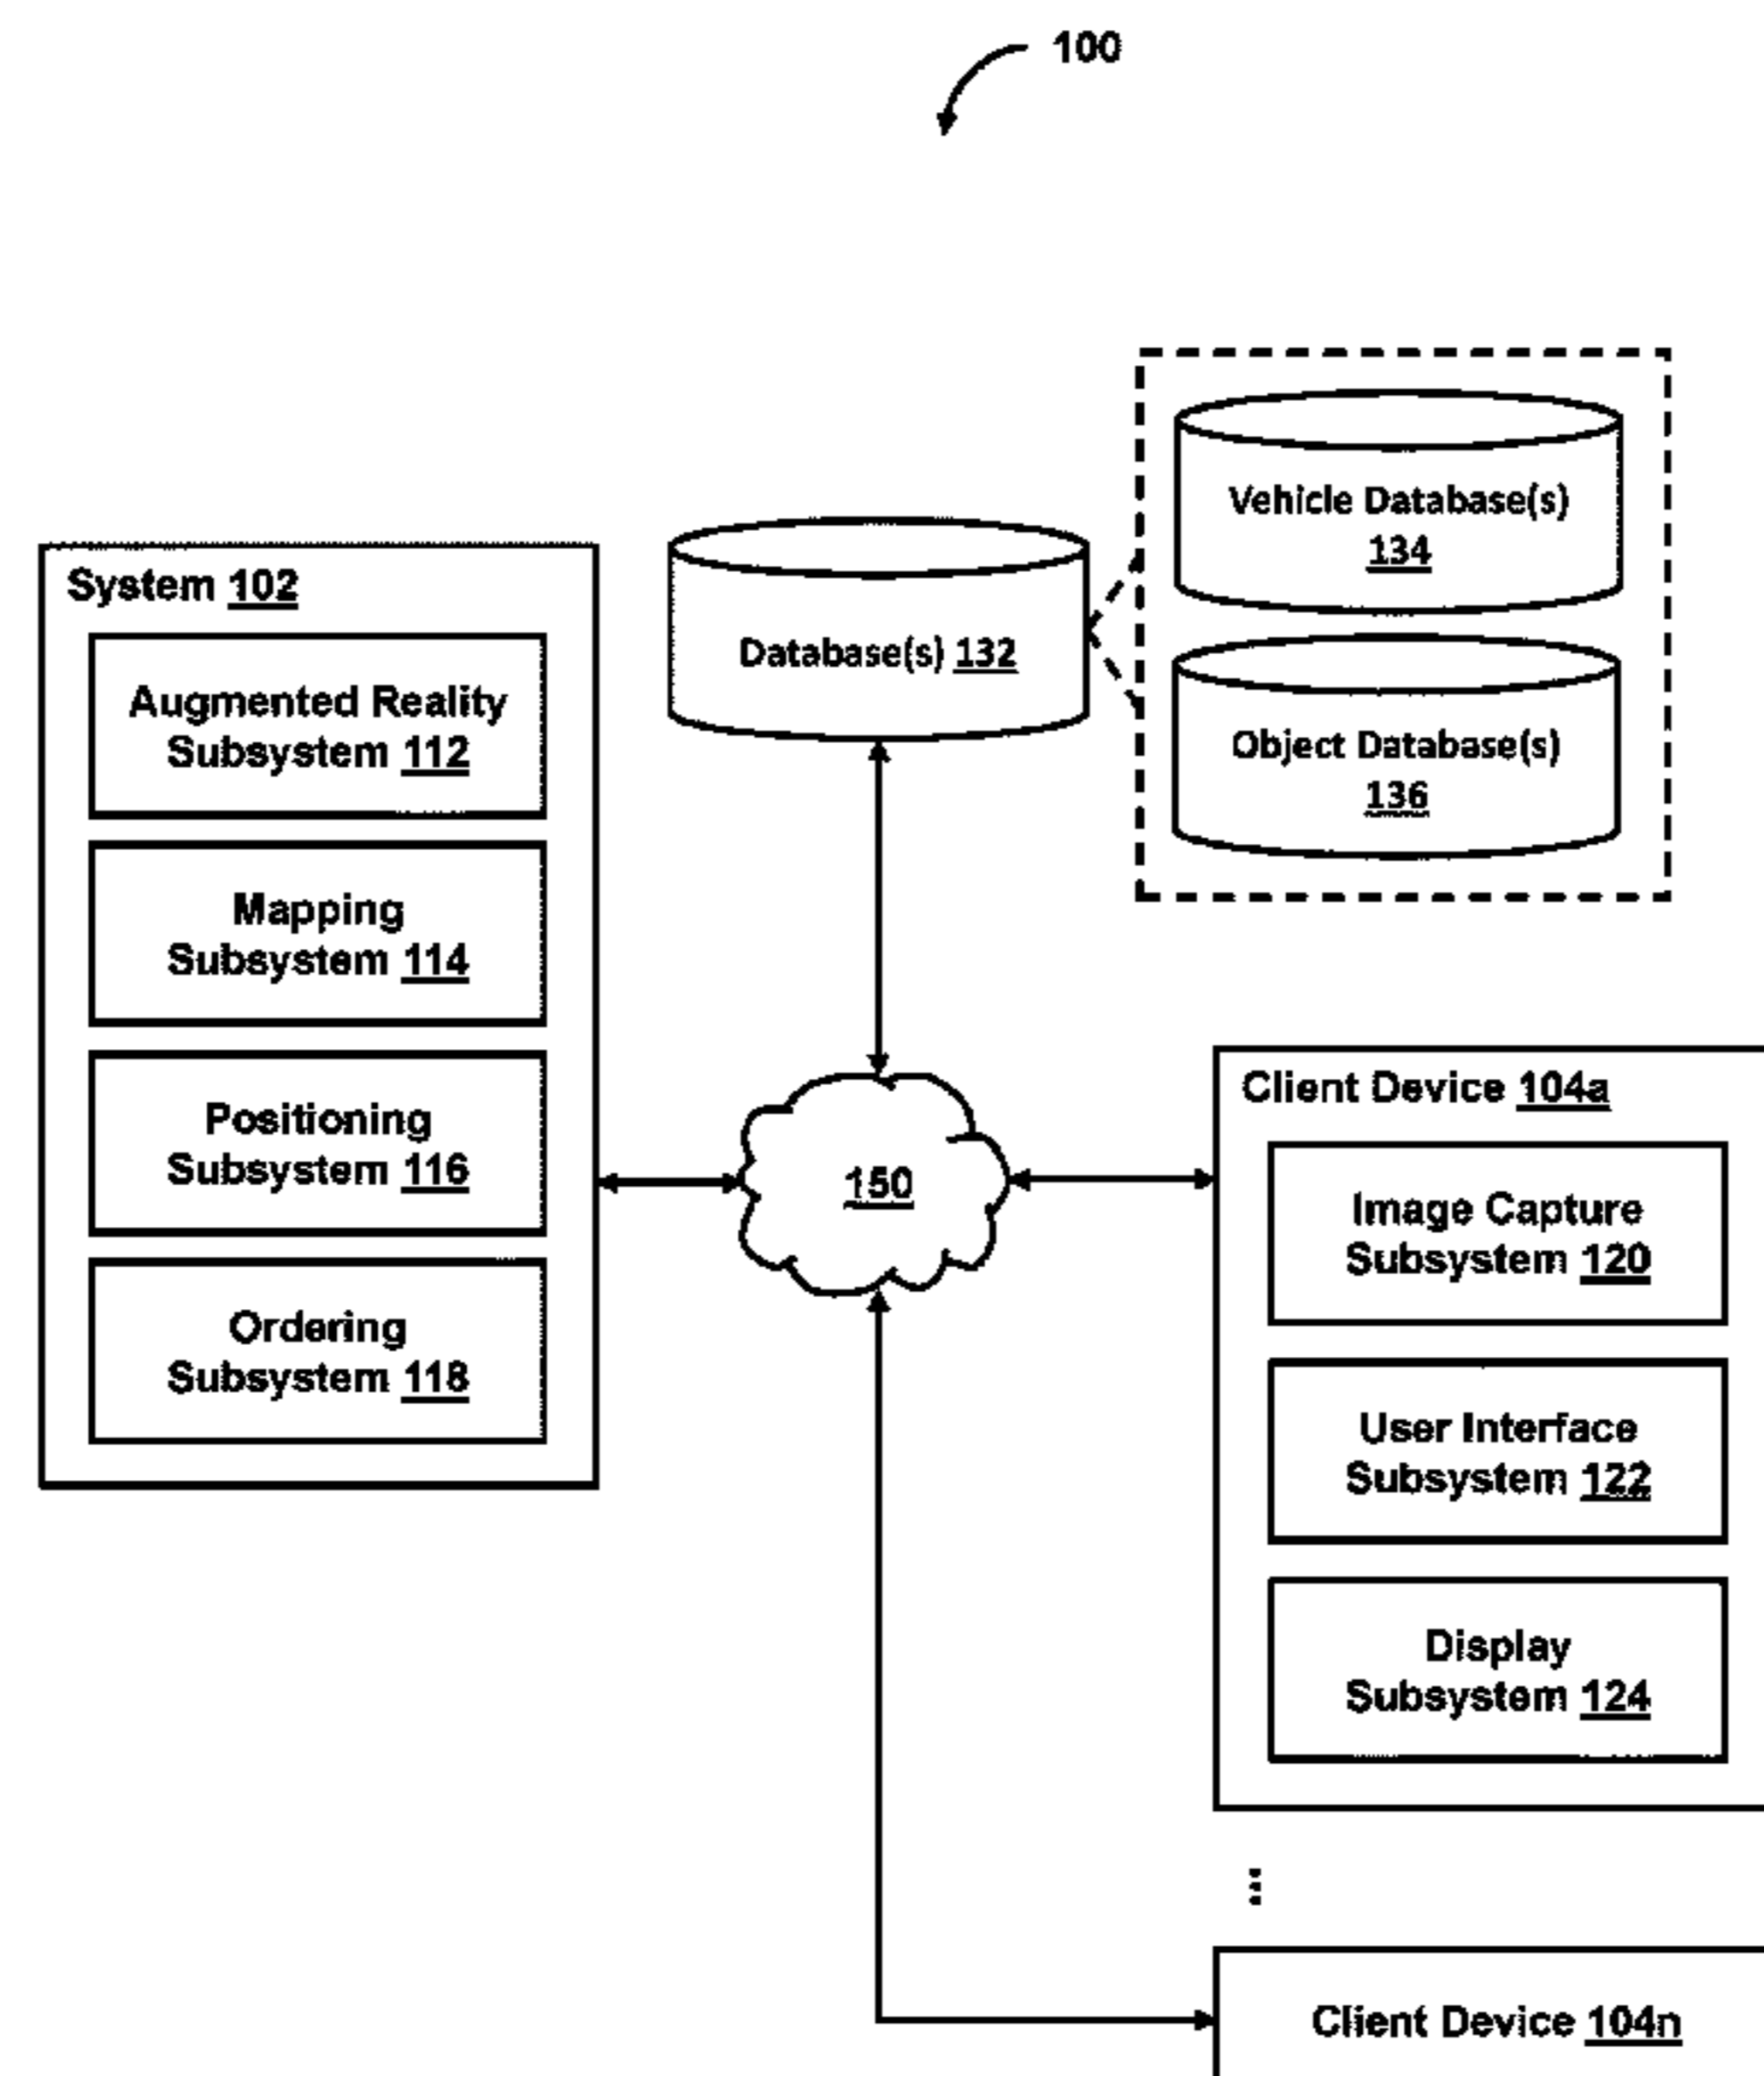 100
Vehicle Database(s)
134
Database(s) 132
Object Database(s)
136
System 102
Augmented Reality
Subsystem 112
Mapping
Subsystem 114
Positioning
Subsystem 116
Ordering
Subsystem 118
150
Client Device 104a
Image Capture
Subsystem 120
User Interface
Subsystem 122
Display
Subsystem 124
...
Client Device 104n